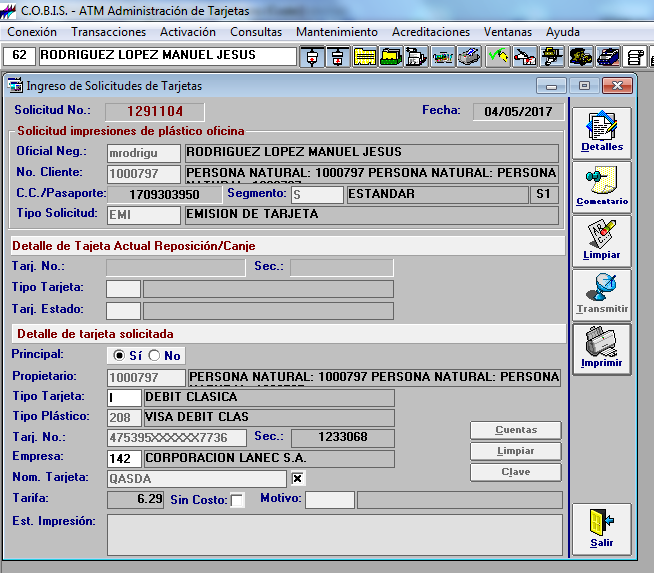 C.O.B.I.S. - ATM Administración de Tarjetas
Conexión Transacciones Activación Consultas Mantenimiento Acreditaciones Ventanas Ayuda
62 RODRIGUEZ LOPEZ MANUEL JESUS
Ingreso de Solicitudes de Tarjetas
Solicitud No.: 1291104 Fecha: 04/05/2017
Solicitud impresiones de plástico oficina
Oficial Neg.: mrodrigu RODRIGUEZ LOPEZ MANUEL JESUS
No. Cliente: 1000797 PERSONA NATURAL: 1000797 PERSONA NATURAL: PERSONA
NATURAL: 1000797
C.C./Pasaporte: 1709303950 Segmento: S ESTANDAR S1
Tipo Solicitud: EMI EMISION DE TARJETA
Detalle de Tajeta Actual Reposición/Canje
Tarj. No.: Sec.:
Tipo Tarjeta:
Tarj. Estado:
Detalle de tarjeta solicitada
Principal: Sí No
Propietario: 1000797 PERSONA NATURAL: 1000797 PERSONA NATURAL: PERSONA
NATURAL: 1000797
Tipo Tarjeta: I DEBIT CLASICA
Tipo Plástico: 208 VISA DEBIT CLAS
Tarj. No.: 475395XXXXXX7736 Sec.: 1233068
Empresa: 142 CORPORACION LANEC S.A.
Nom. Tarjeta: QASDA
Tarifa: 6.29 Sin Costo: Motivo:
Est. Impresión:
Cuentas
Limpiar
Clave
Detalles
Comentario
Limpiar
Transmitir
Imprimir
Salir